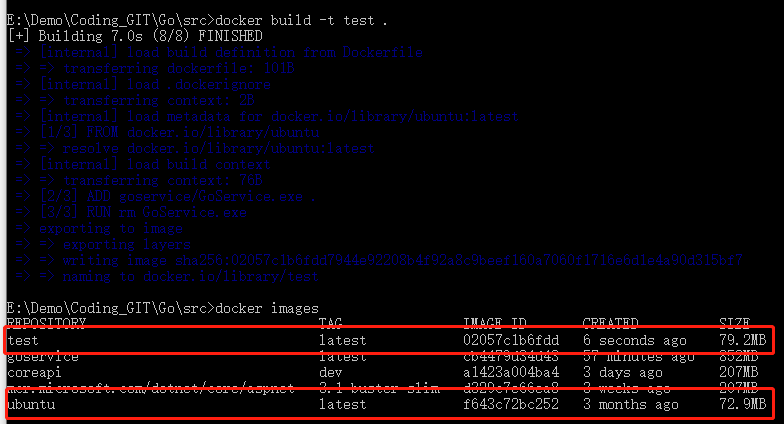 E:\Demo\Coding_GIT\Go\src>docker build -t test .
[+] Building 7.0s (8/8) FINISHED
=> [internal] load build definition from Dockerfile
=> => transferring dockerfile: 101B
=> [internal] load .dockerignore
=> => transferring context: 2B
=> [internal] load metadata for docker.io/library/ubuntu:latest
=> [1/3] FROM docker.io/library/ubuntu
=> => resolve docker.io/library/ubuntu:latest
=> [internal] load build context
=> => transferring context: 76B
=> [2/3] ADD goservice/GoService.exe .
=> [3/3] RUN rm GoService.exe
=> exporting to image
=> => exporting layers
=> => writing image
=> => naming to docker.io/library/test
E:\Demo\Coding_GIT\Go\src>docker images
REPOSITORY TAG IMAGE ID CREATED SIZE
test latest 02057c1b6fdd 6 seconds ago 79.2MB
goservice latest cb4479d34d43 57 minutes ago 852MB
coreapi dev a1423a004ba4 3 days ago 207MB
mcr.microsoft.com/dotnet/core/aspnet 3.1-buster-slim 3 weeks ago 207MB
ubuntu latest f643c72bc252 3 months ago 72.9MB